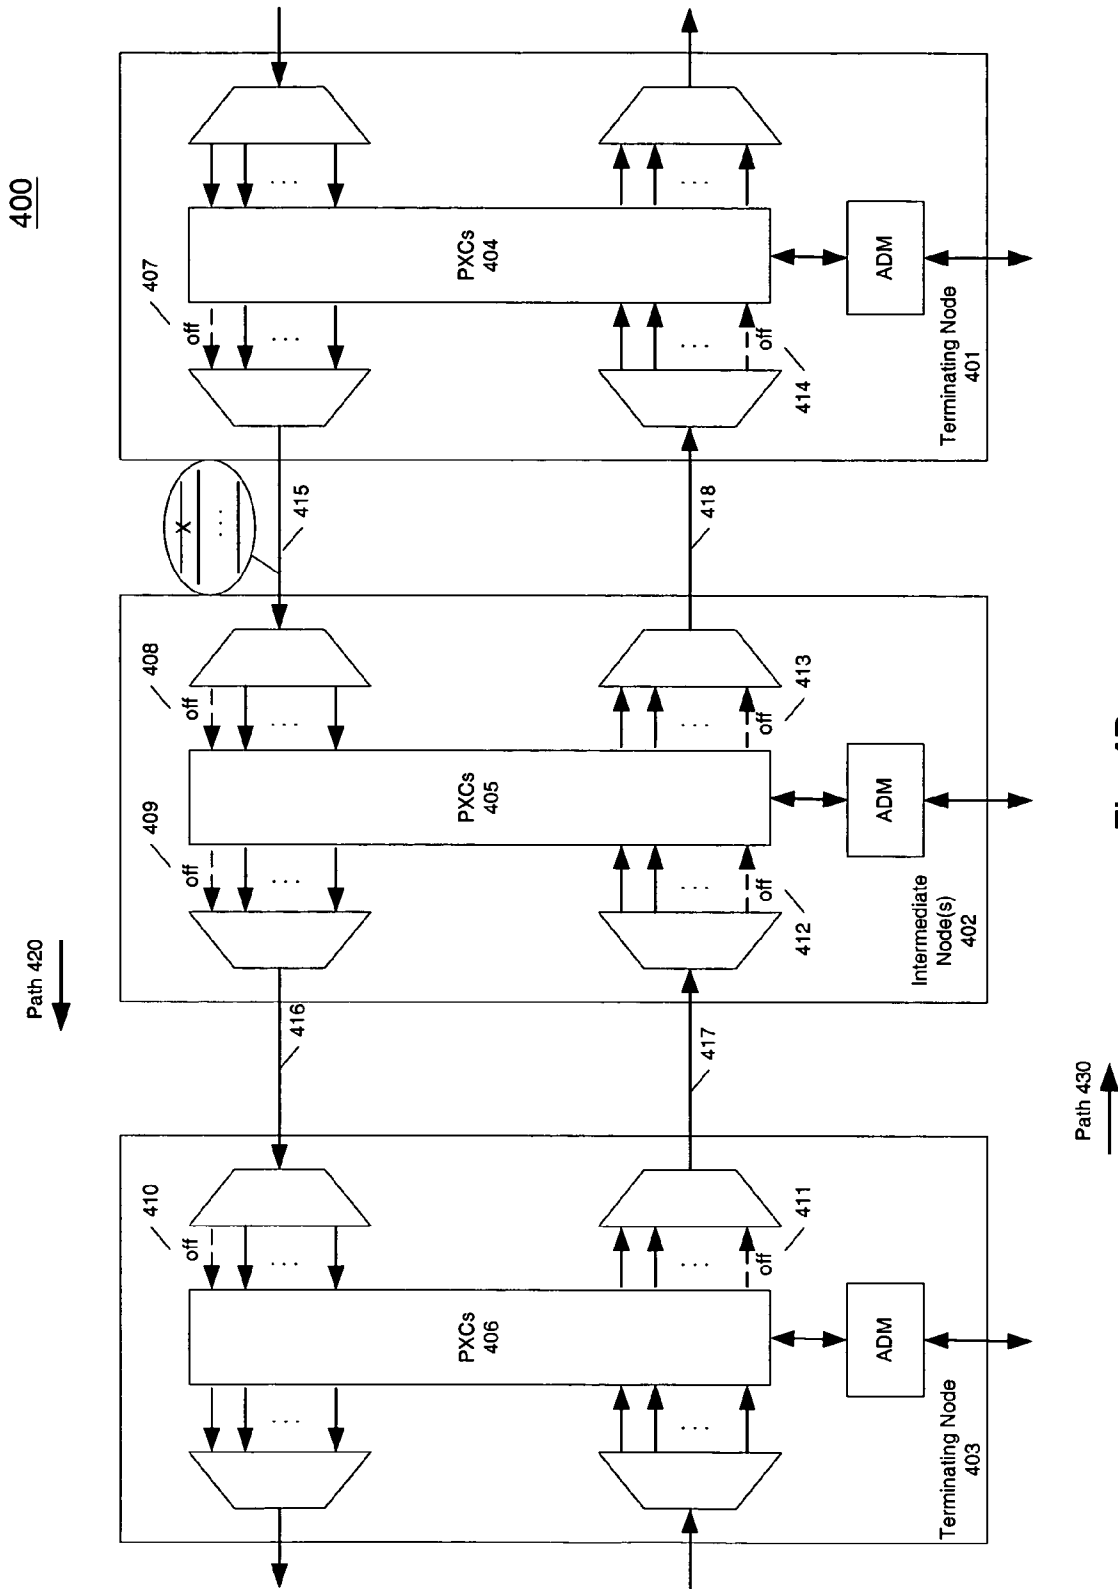 400
Path 420
407
off
PXCs
404
off
414
ADM
Terminating Node
401
X
415
418
408
off
409
off
PXCs
405
off
413
off
412
ADM
Intermediate
Node(s)
402
416
417
410
off
PXCs
406
off
411
ADM
Terminating Node
403
Path 430